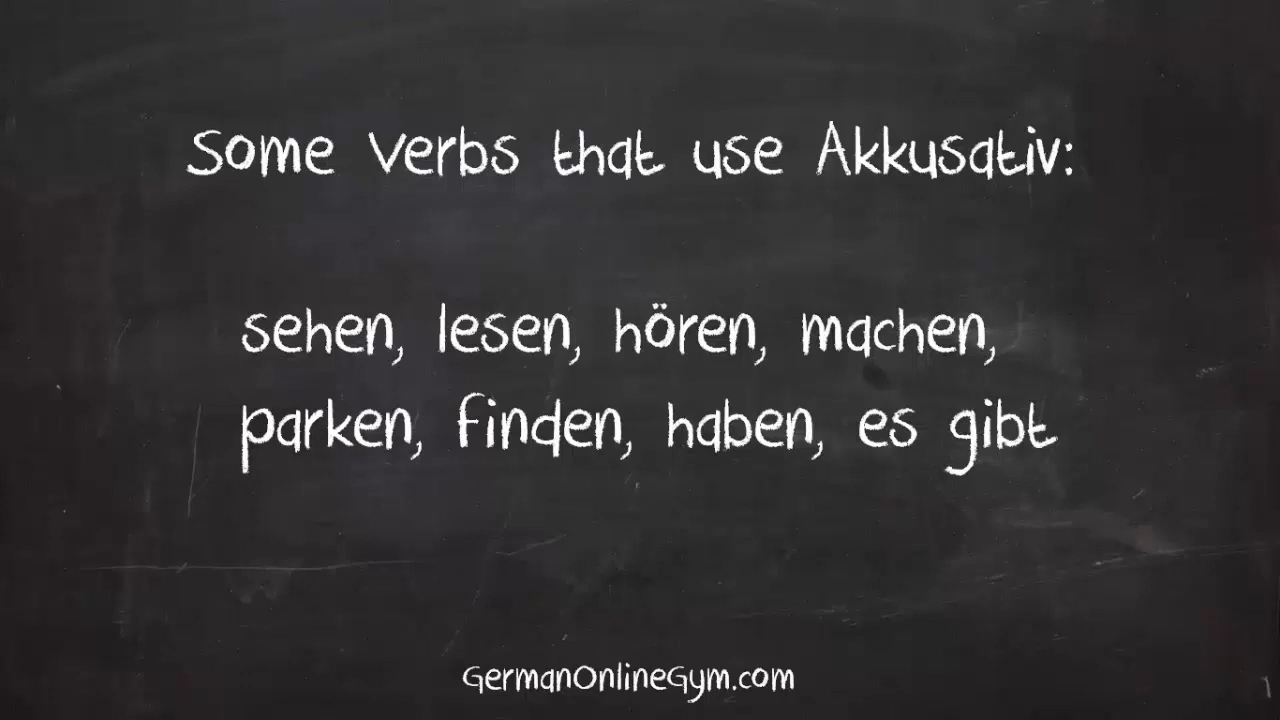 Some Verbs that use Akkusativ:
sehen, lesen, hören, machen,
parken, finden, haben, es gibt
GermanOnlineGym.com